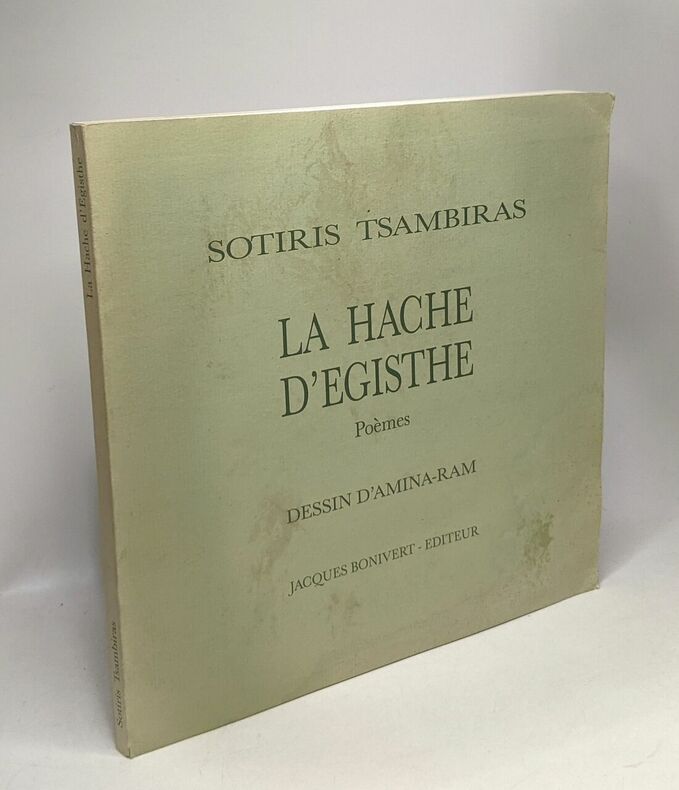 SOTIRIS TSAMBIRAS
LA HACHE
D'EGISTHE
Poèmes
DESSIN D'AMINA-RAM
JACQUES BONIVERT - EDITEUR
La Hache d'Egisthe
Sotiris Tsambiras